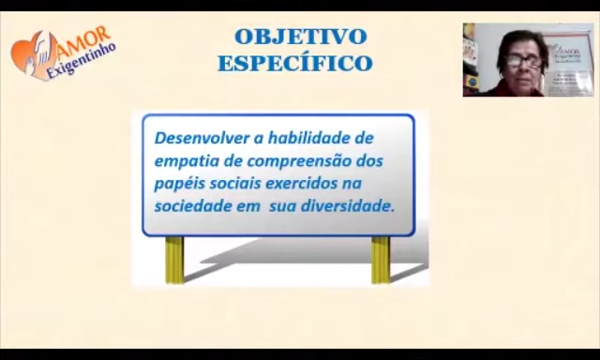 AMOR
Exigentinho
OBJETIVO
ESPECÍFICO
Desenvolver a habilidade de
empatia de compreensão dos
papéis sociais exercidos na
sociedade em sua diversidade.